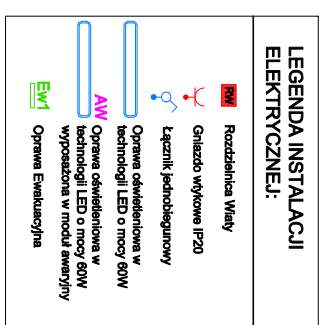 LEGENDA INSTALACJI
ELEKTRYCZNEJ:
RW Rozdzielnica Wiaty
Gniazdo wtykowe IP20
Łącznik jednobiegunowy
Oprawa oświetleniowa w
technologii LED o mocy 60W
AW Oprawa oświetleniowa w
technologii LED o mocy 60W
wyposażona w moduł awaryjny
Ew1 Oprawa Ewakuacyjna